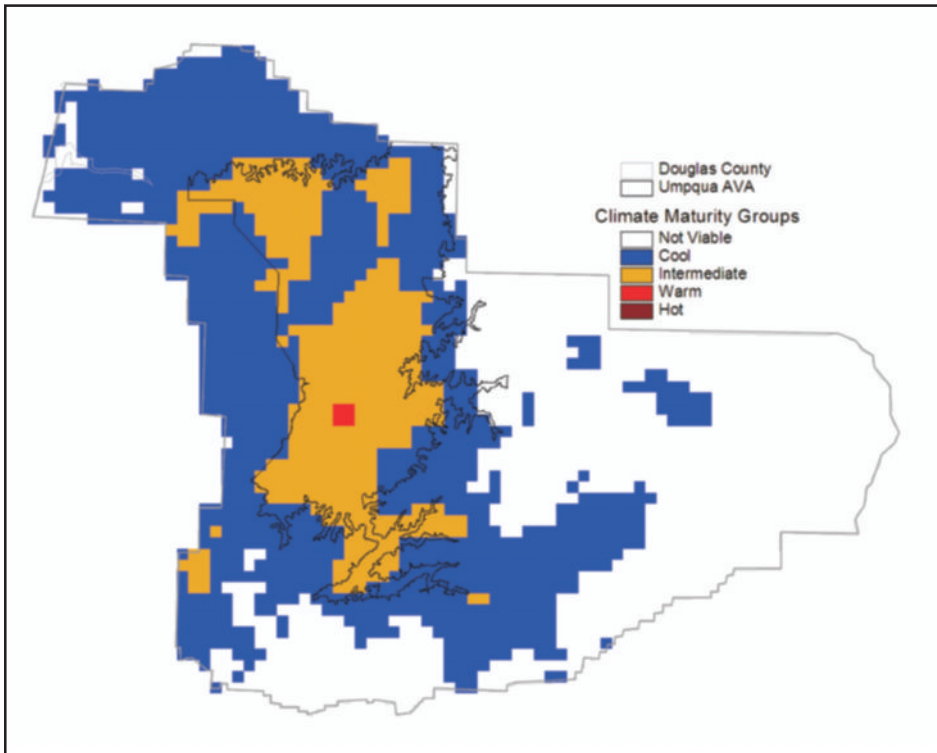 Douglas County
Umpqua AVA
Climate Maturity Groups
Not Viable
Cool
Intermediate
Warm
Hot